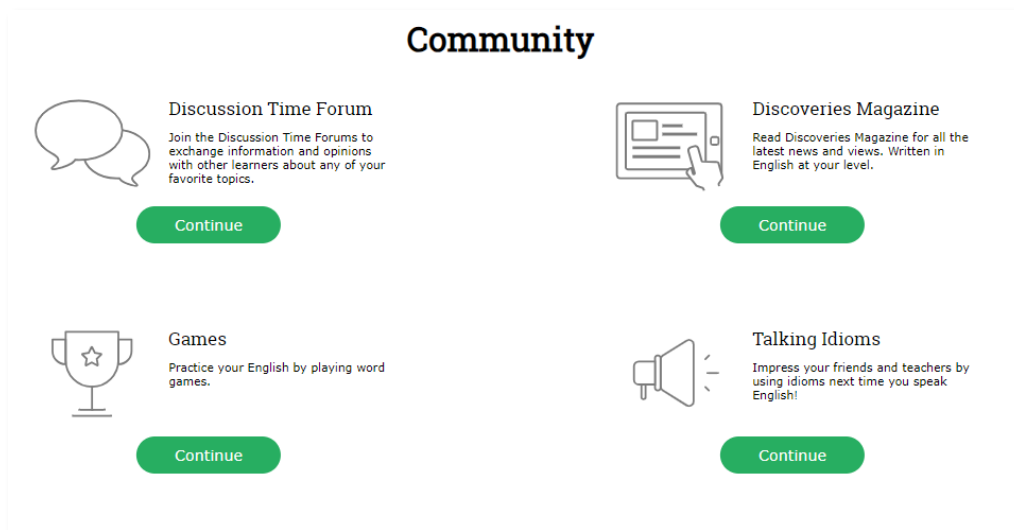 Community
Discussion Time Forum
Join the Discussion Time Forums to
exchange information and opinions
with other learners about any of your
favorite topics.
Continue
Discoveries Magazine
Read Discoveries Magazine for all the
latest news and views. Written in
English at your level.
Continue
Games
Practice your English by playing word
games.
Continue
Talking Idioms
Impress your friends and teachers by
using idioms next time you speak
English!
Continue